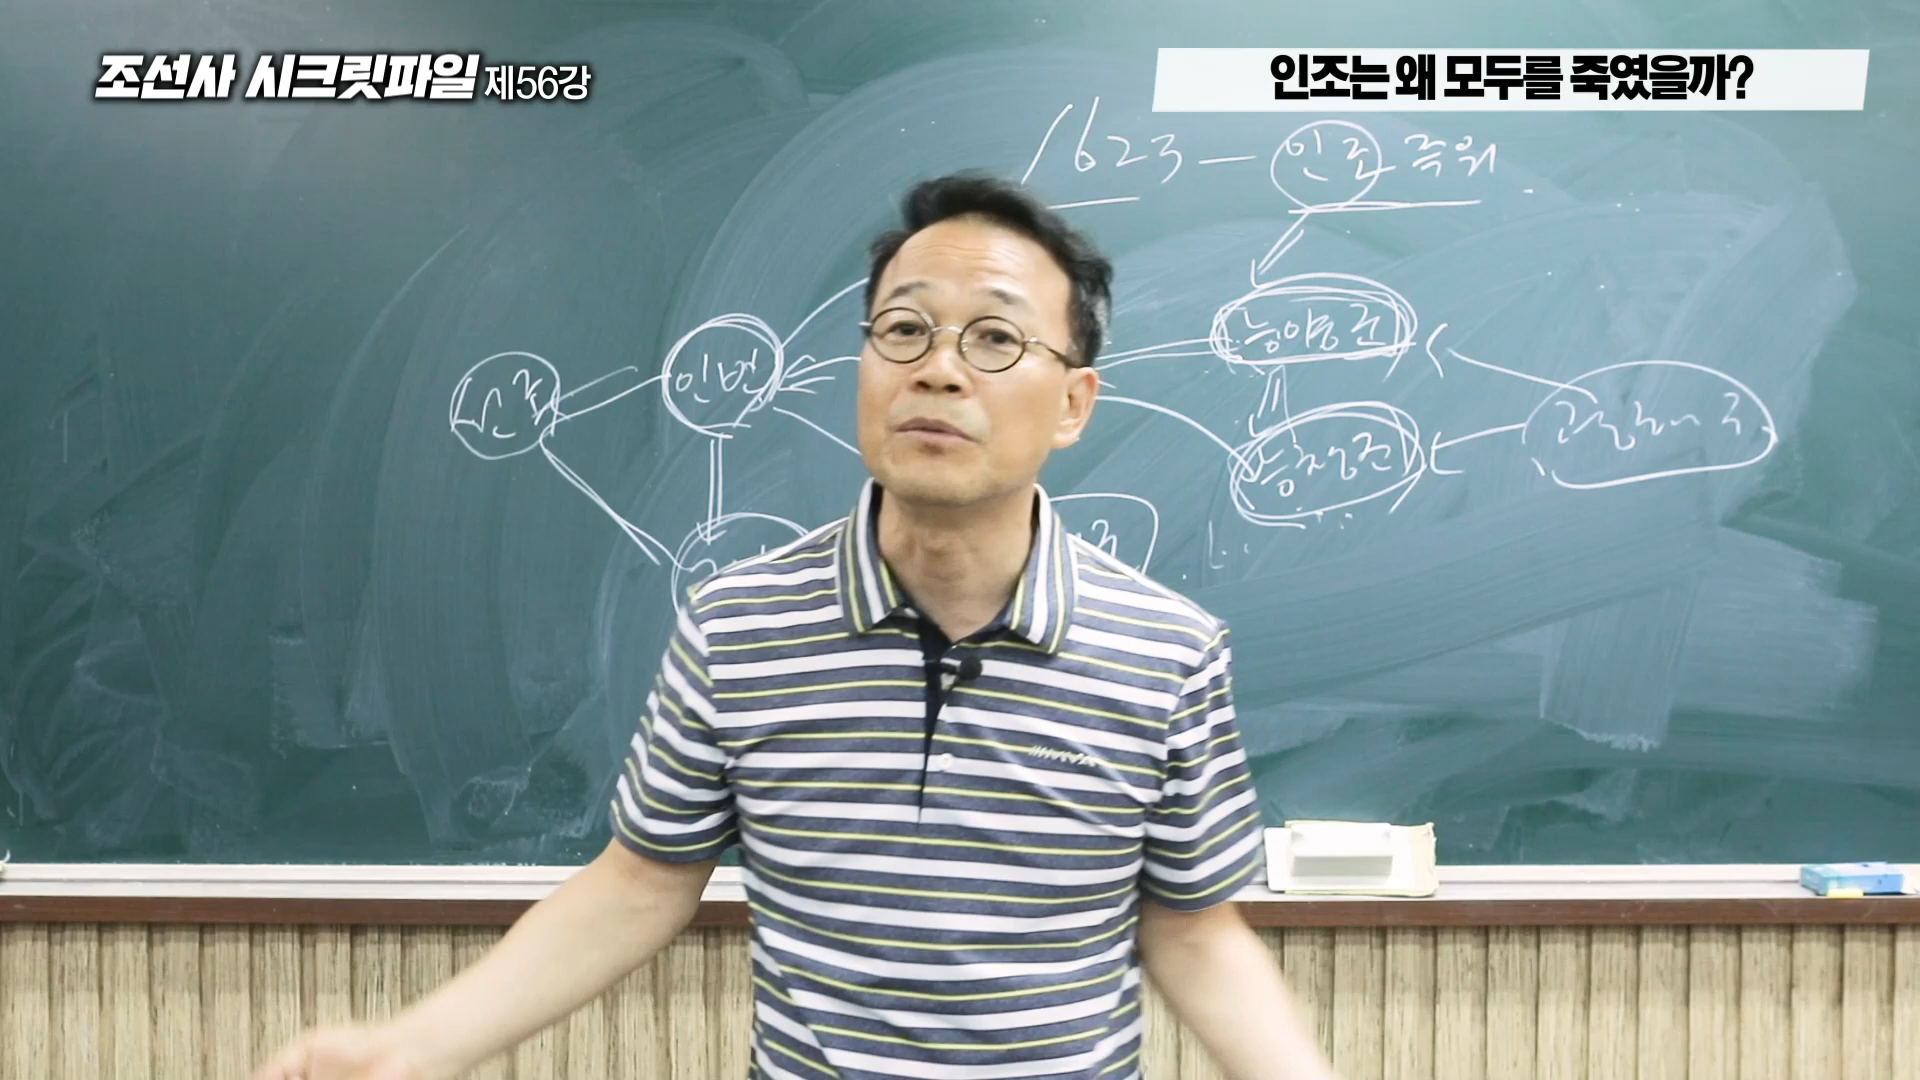 조선사 시크릿파일 제56강
인조는 왜 모두를 죽였을까?
1623 — 인조 즉위
능양군
선조 인빈
능창군